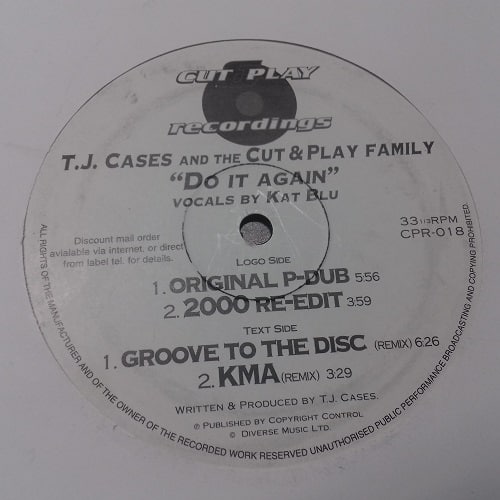 CUT PLAY
recordings
T.J. CASES AND THE CUT & PLAY FAMILY
"DO IT AGAIN"
VOCALS BY KAT BLU
33 1/3 RPM
CPR-018
Discount mail order
avialable via internet, or direct
from label tel. for details.
LOGO SIDE
1. ORIGINAL P-DUB 5:56
2. 2000 RE-EDIT 3:59
TEXT SIDE
1. GROOVE TO THE DISC (REMIX) 6:26
2. KMA (REMIX) 3:29
WRITTEN & PRODUCED BY T.J. CASES.
℗ PUBLISHED BY COPYRIGHT CONTROL
© DIVERSE MUSIC LTD.
ALL RIGHTS OF THE MANUFACTURER AND OF THE OWNER OF THE RECORDED WORK RESERVED UNAUTHORISED PUBLIC PERFORMANCE BROADCASTING AND COPYING PROHIBITED.